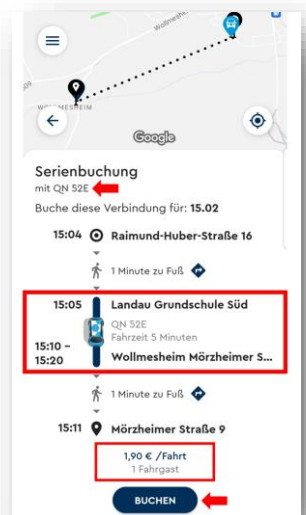 Wollmesheim
WOLLMESHEIM
Google
Serienbuchung
mit QN 52E
Buche diese Verbindung für: 15.02
15:04 Raimund-Huber-Straße 16
1 Minute zu Fuß
15:05 Landau Grundschule Süd
QN 52E
Fahrzeit 5 Minuten
15:10 –
15:20
Wollmesheim Mörzheimer S...
1 Minute zu Fuß
15:11 Mörzheimer Straße 9
1,90 € /Fahrt
1 Fahrgast
BUCHEN